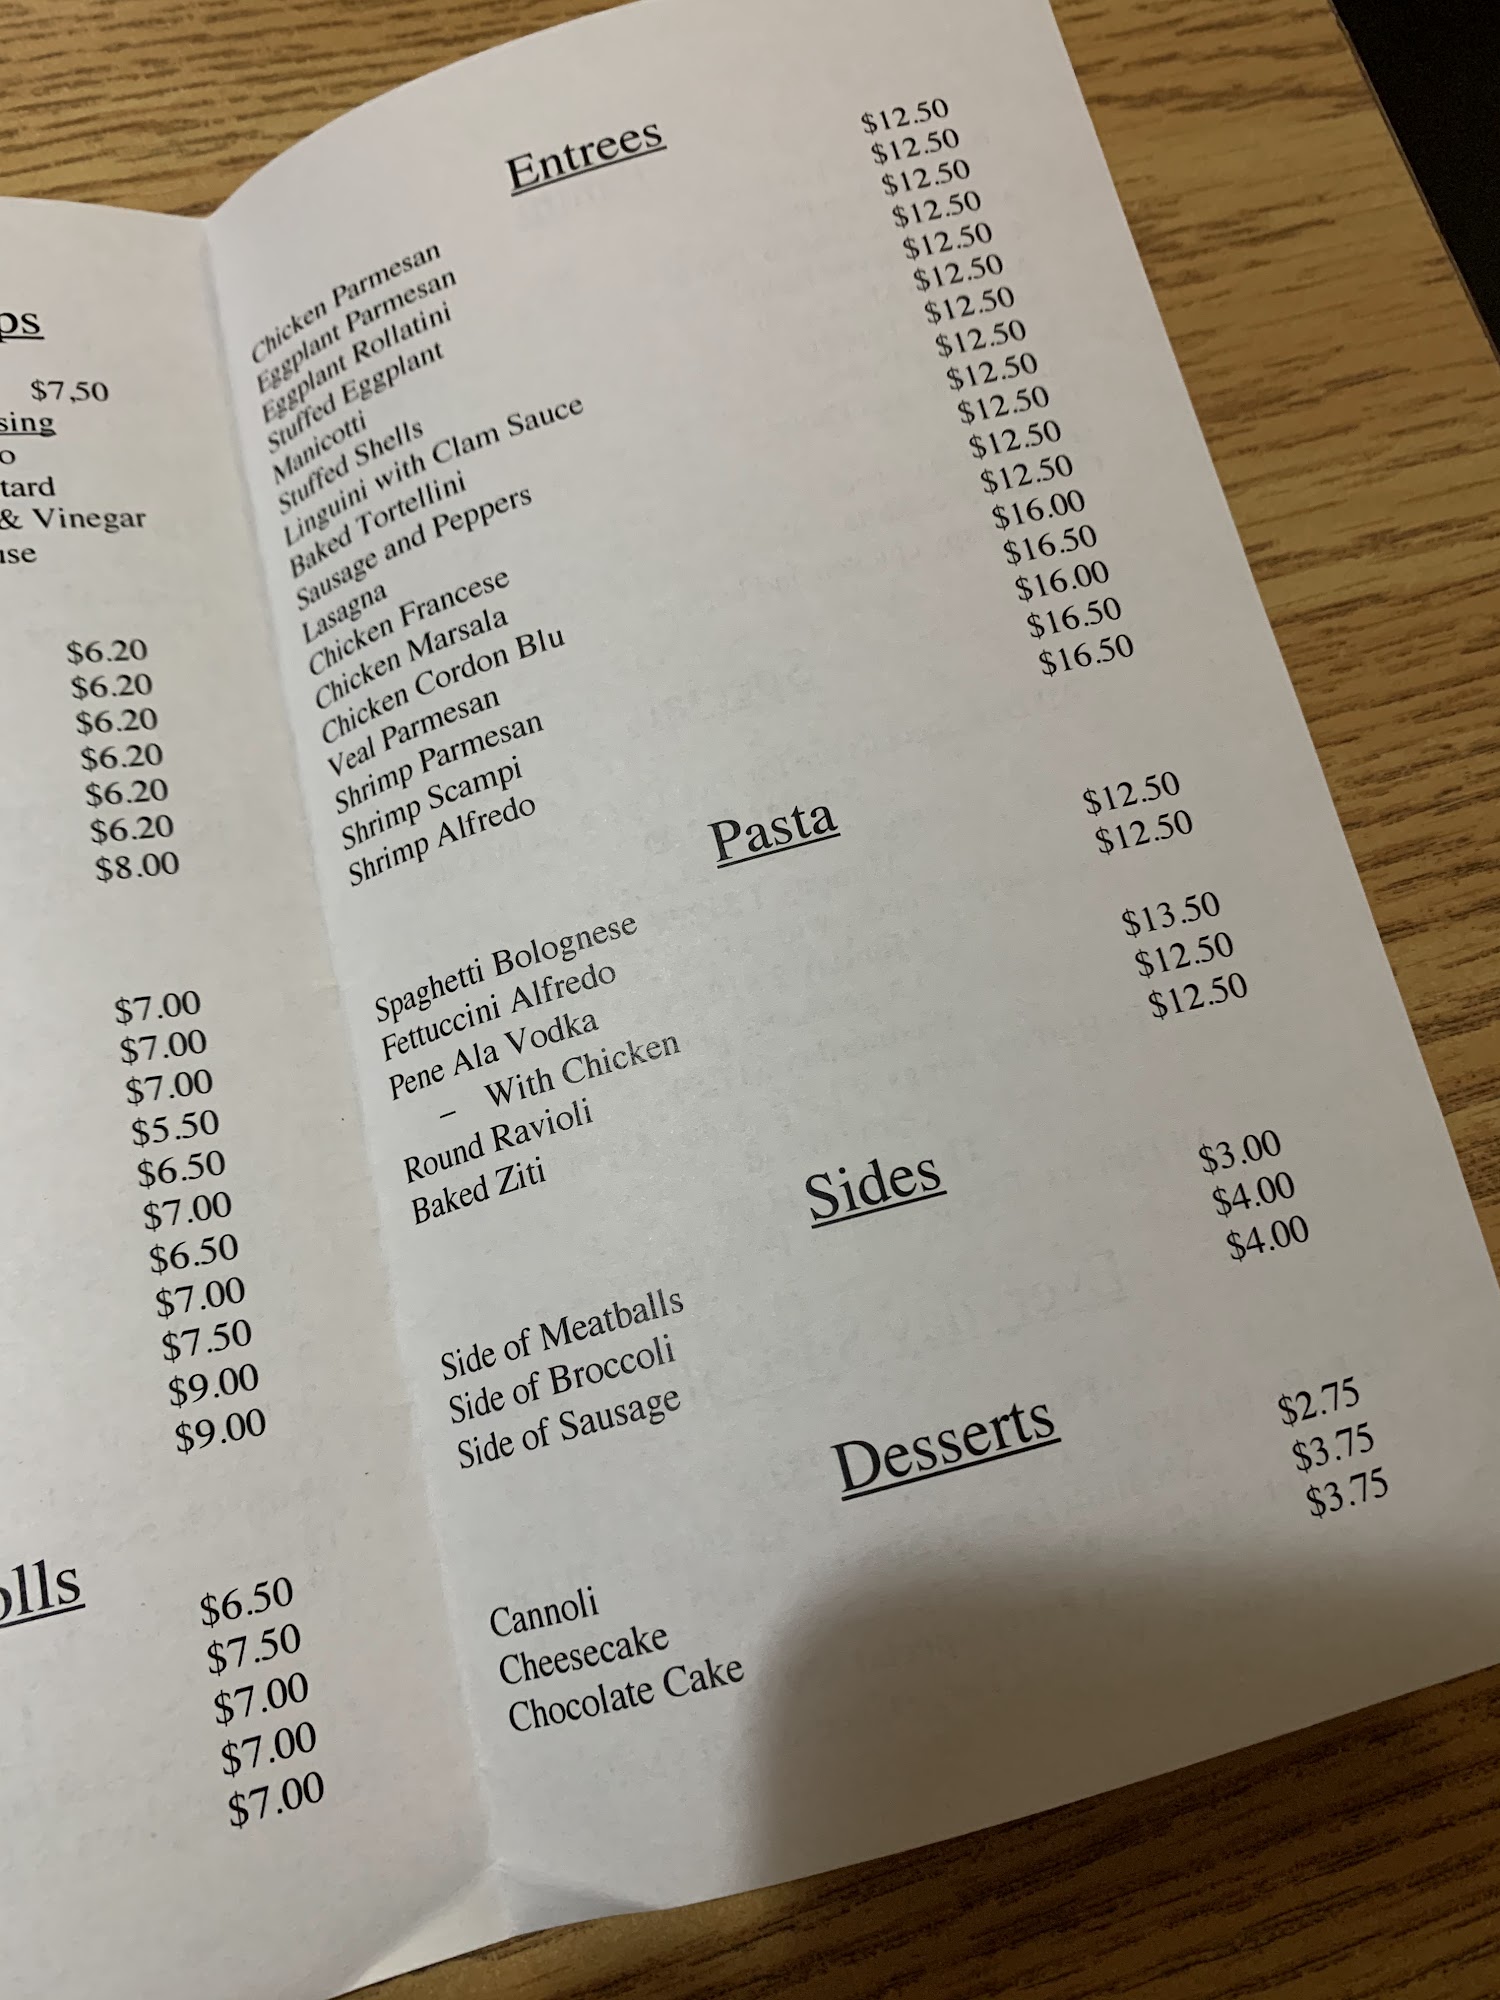 ps
$7,50
sing
o
tard
& Vinegar
use
$6.20
$6.20
$6.20
$6.20
$6.20
$6.20
$8.00
$7.00
$7.00
$7.00
$5.50
$6.50
$7.00
$6.50
$7.00
$7.50
$9.00
$9.00
olls
$6.50
$7.50
$7.00
$7.00
$7.00
Entrees
Chicken Parmesan $12.50
Eggplant Parmesan $12.50
Eggplant Rollatini $12.50
Stuffed Eggplant $12.50
Manicotti $12.50
Stuffed Shells $12.50
Linguini with Clam Sauce $12.50
Baked Tortellini $12.50
Sausage and Peppers $12.50
Lasagna $12.50
Chicken Francese $12.50
Chicken Marsala $12.50
Chicken Cordon Blu $16.00
Veal Parmesan $16.50
Shrimp Parmesan $16.00
Shrimp Scampi $16.50
Shrimp Alfredo $16.50
Pasta
Spaghetti Bolognese $12.50
Fettuccini Alfredo $12.50
Pene Ala Vodka
– With Chicken $13.50
Round Ravioli $12.50
Baked Ziti $12.50
Sides
Side of Meatballs $3.00
Side of Broccoli $4.00
Side of Sausage $4.00
Desserts
Cannoli $2.75
Cheesecake $3.75
Chocolate Cake $3.75